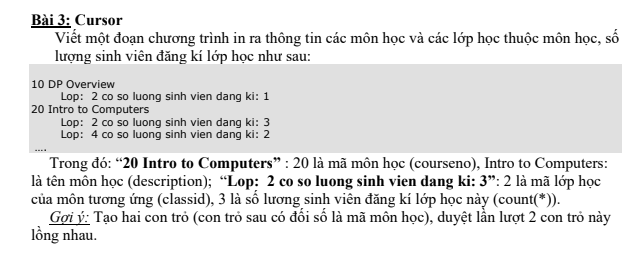 Bài 3: Cursor
Viết một đoạn chương trình in ra thông tin các môn học và các lớp học thuộc môn học, số
lượng sinh viên đăng kí lớp học như sau:
10 DP Overview
Lop: 2 co so luong sinh vien dang ki: 1
20 Intro to Computers
Lop: 2 co so luong sinh vien dang ki: 3
Lop: 4 co so luong sinh vien dang ki: 2
....
Trong đó: “20 Intro to Computers” : 20 là mã môn học (courseno), Intro to Computers:
là tên môn học (description); “Lop: 2 co so luong sinh vien dang ki: 3”: 2 là mã lớp học
của môn tương ứng (classid), 3 là số lương sinh viên đăng kí lớp học này (count(*)).
Gợi ý: Tạo hai con trỏ (con trỏ sau có đối số là mã môn học), duyệt lần lượt 2 con trỏ này
lồng nhau.